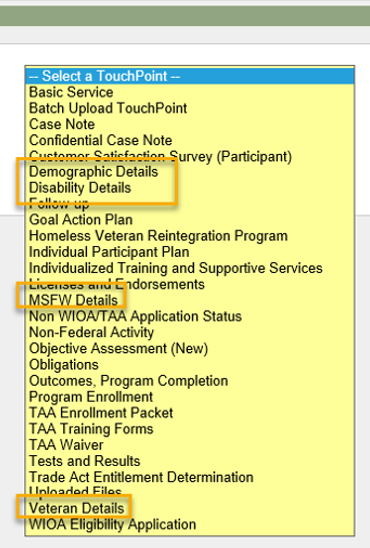 -- Select a TouchPoint --
Basic Service
Batch Upload TouchPoint
Case Note
Confidential Case Note
Customer Satisfaction Survey (Participant)
Demographic Details
Disability Details
Follow-up
Goal Action Plan
Homeless Veteran Reintegration Program
Individual Participant Plan
Individualized Training and Supportive Services
Licenses and Endorsements
MSFW Details
Non WIOA/TAA Application Status
Non-Federal Activity
Objective Assessment (New)
Obligations
Outcomes, Program Completion
Program Enrollment
TAA Enrollment Packet
TAA Training Forms
TAA Waiver
Tests and Results
Trade Act Entitlement Determination
Uploaded Files
Veteran Details
WIOA Eligibility Application